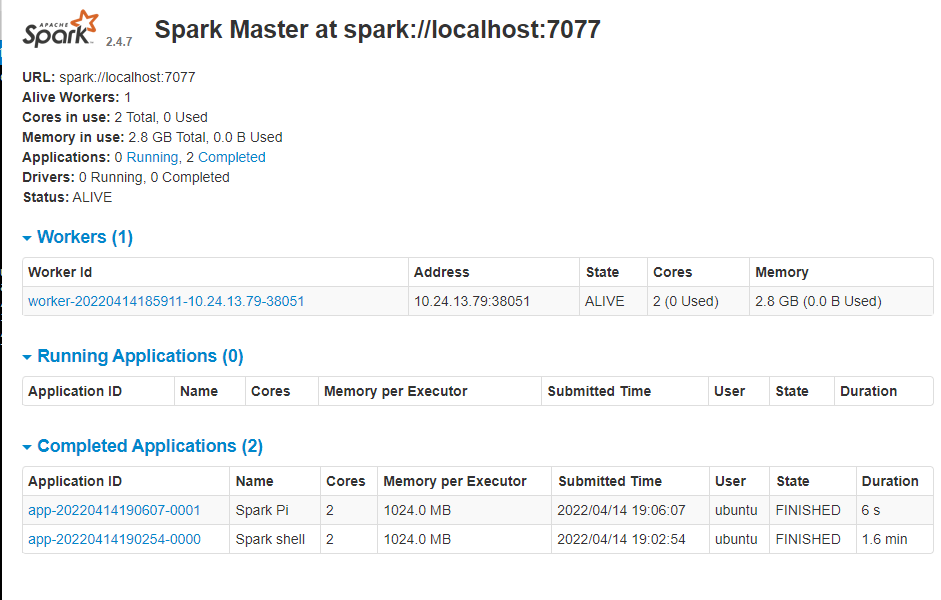 APACHE
Spark 2.4.7 Spark Master at spark://localhost:7077
URL: spark://localhost:7077
Alive Workers: 1
Cores in use: 2 Total, 0 Used
Memory in use: 2.8 GB Total, 0.0 B Used
Applications: 0 Running, 2 Completed
Drivers: 0 Running, 0 Completed
Status: ALIVE
Workers (1)
Worker Id Address State Cores Memory
worker-20220414185911-10.24.13.79-38051 10.24.13.79:38051 ALIVE 2 (0 Used) 2.8 GB (0.0 B Used)
Running Applications (0)
Application ID Name Cores Memory per Executor Submitted Time User State Duration
Completed Applications (2)
Application ID Name Cores Memory per Executor Submitted Time User State Duration
app-20220414190607-0001 Spark Pi 2 1024.0 MB 2022/04/14 19:06:07 ubuntu FINISHED 6 s
app-20220414190254-0000 Spark shell 2 1024.0 MB 2022/04/14 19:02:54 ubuntu FINISHED 1.6 min